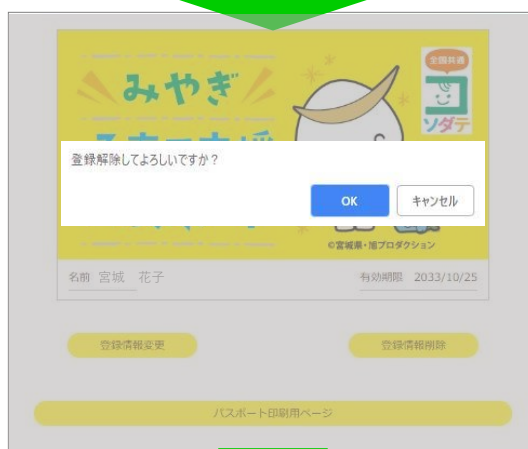 みやぎ
全国共通
コソダテ
登録解除してよろしいですか？
OK
キャンセル
©宮城県・旭プロダクション
名前 宮城 花子
有効期限 2033/10/25
登録情報変更
登録情報削除
パスポート印刷用ページ